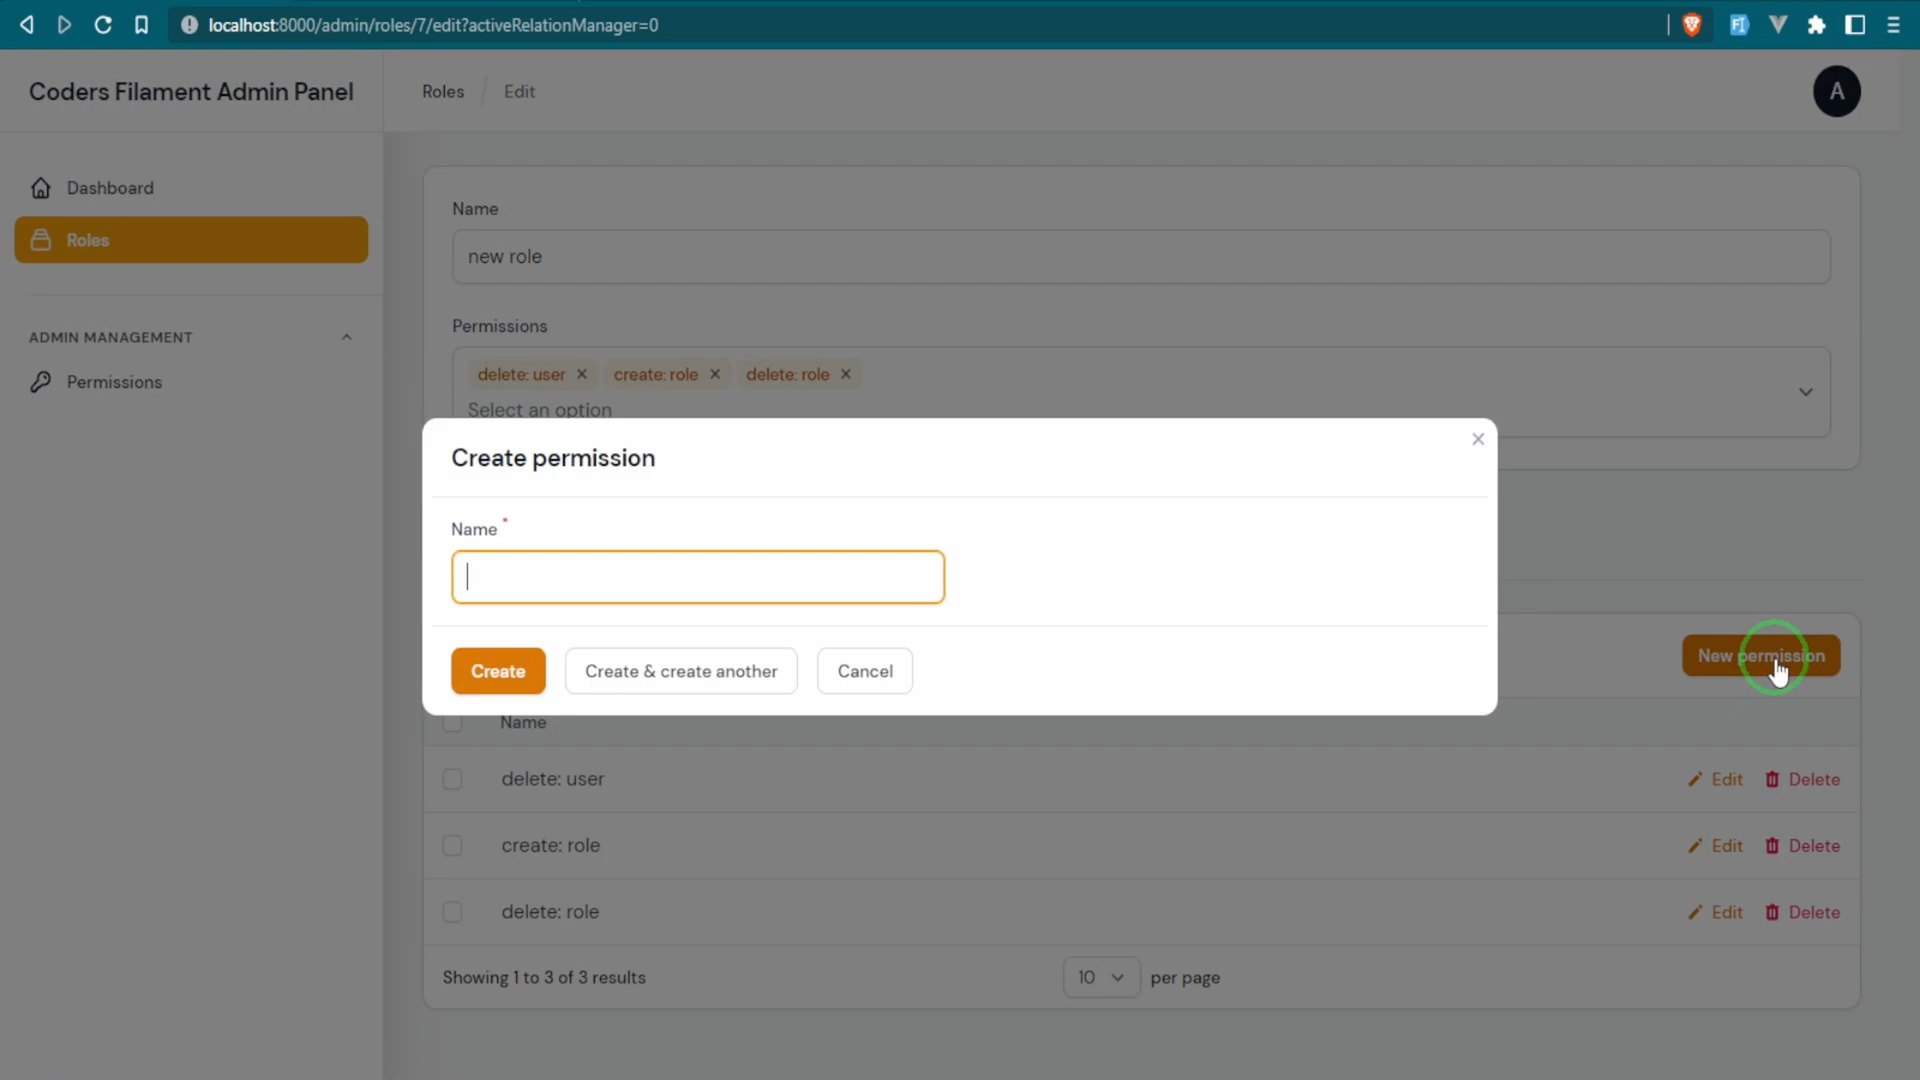 localhost:8000/admin/roles/7/edit?activeRelationManager=0
Coders Filament Admin Panel
Roles / Edit
A
Dashboard
Roles
ADMIN MANAGEMENT
Permissions
Name
new role
Permissions
delete: user × create: role × delete: role ×
Select an option
Create permission
Name *
Create
Create & create another
Cancel
New permission
Name
delete: user Edit Delete
create: role Edit Delete
delete: role Edit Delete
Showing 1 to 3 of 3 results
10 per page